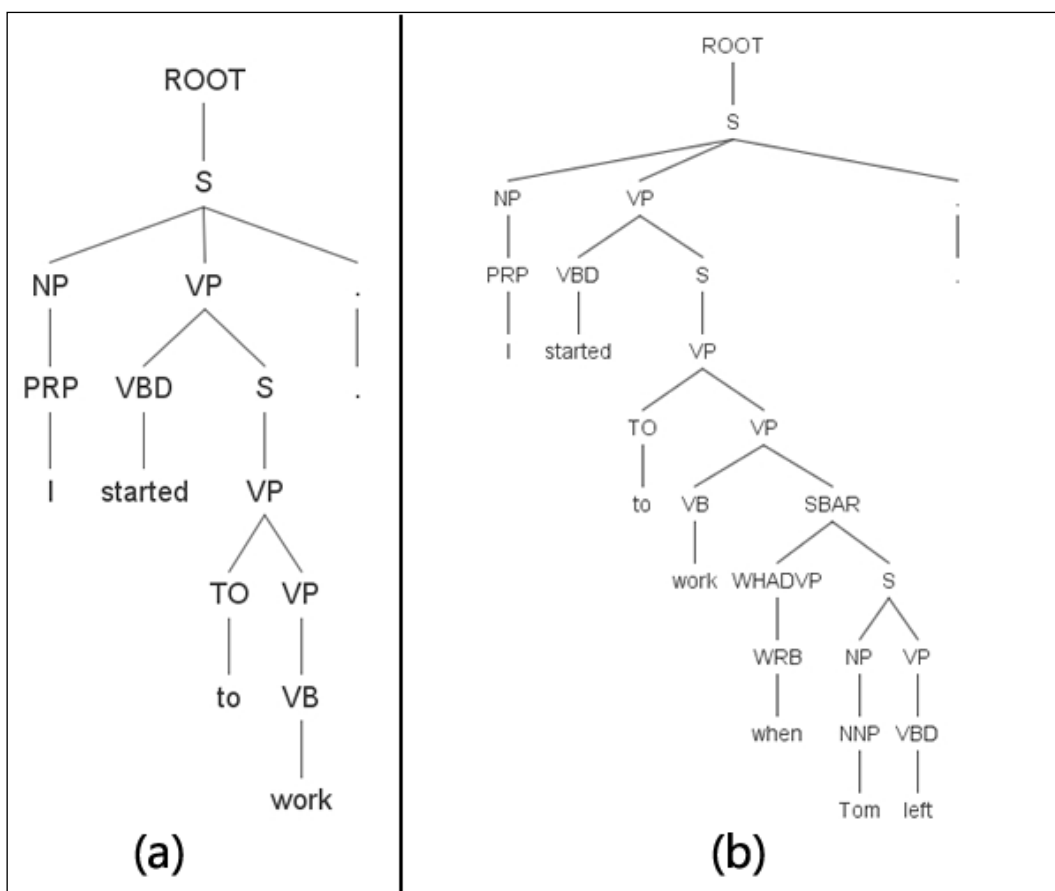 ROOT
S
NP VP .
PRP VBD S .
I started VP
TO VP
to VB
work
(a)
ROOT
S
NP VP .
PRP VBD S .
I started VP
TO VP
to VB SBAR
work WHADVP S
WRB NP VP
when NNP VBD
Tom left
(b)